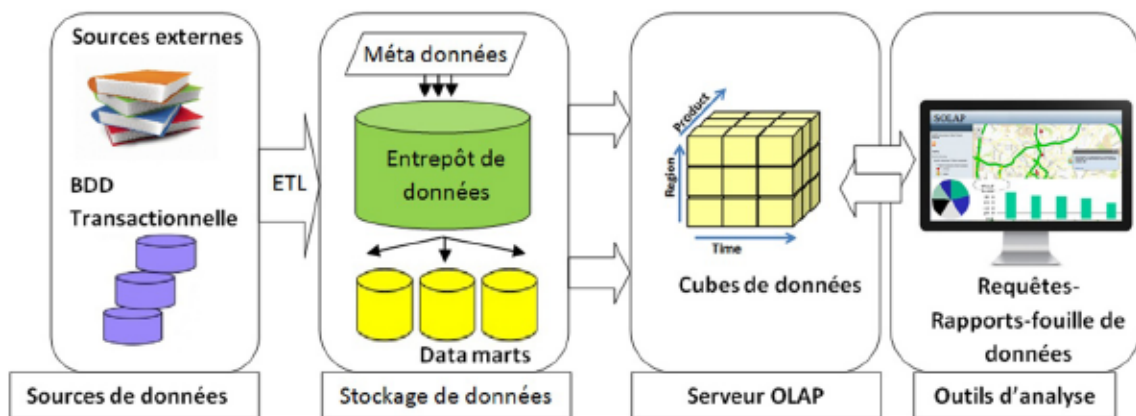 Sources externes
BDD
Transactionnelle
Sources de données
ETL
Méta données
Entrepôt de
données
Data marts
Stockage de données
Product
Region
Time
Cubes de données
Serveur OLAP
SOLAP
Requêtes-
Rapports-fouille de
données
Outils d'analyse